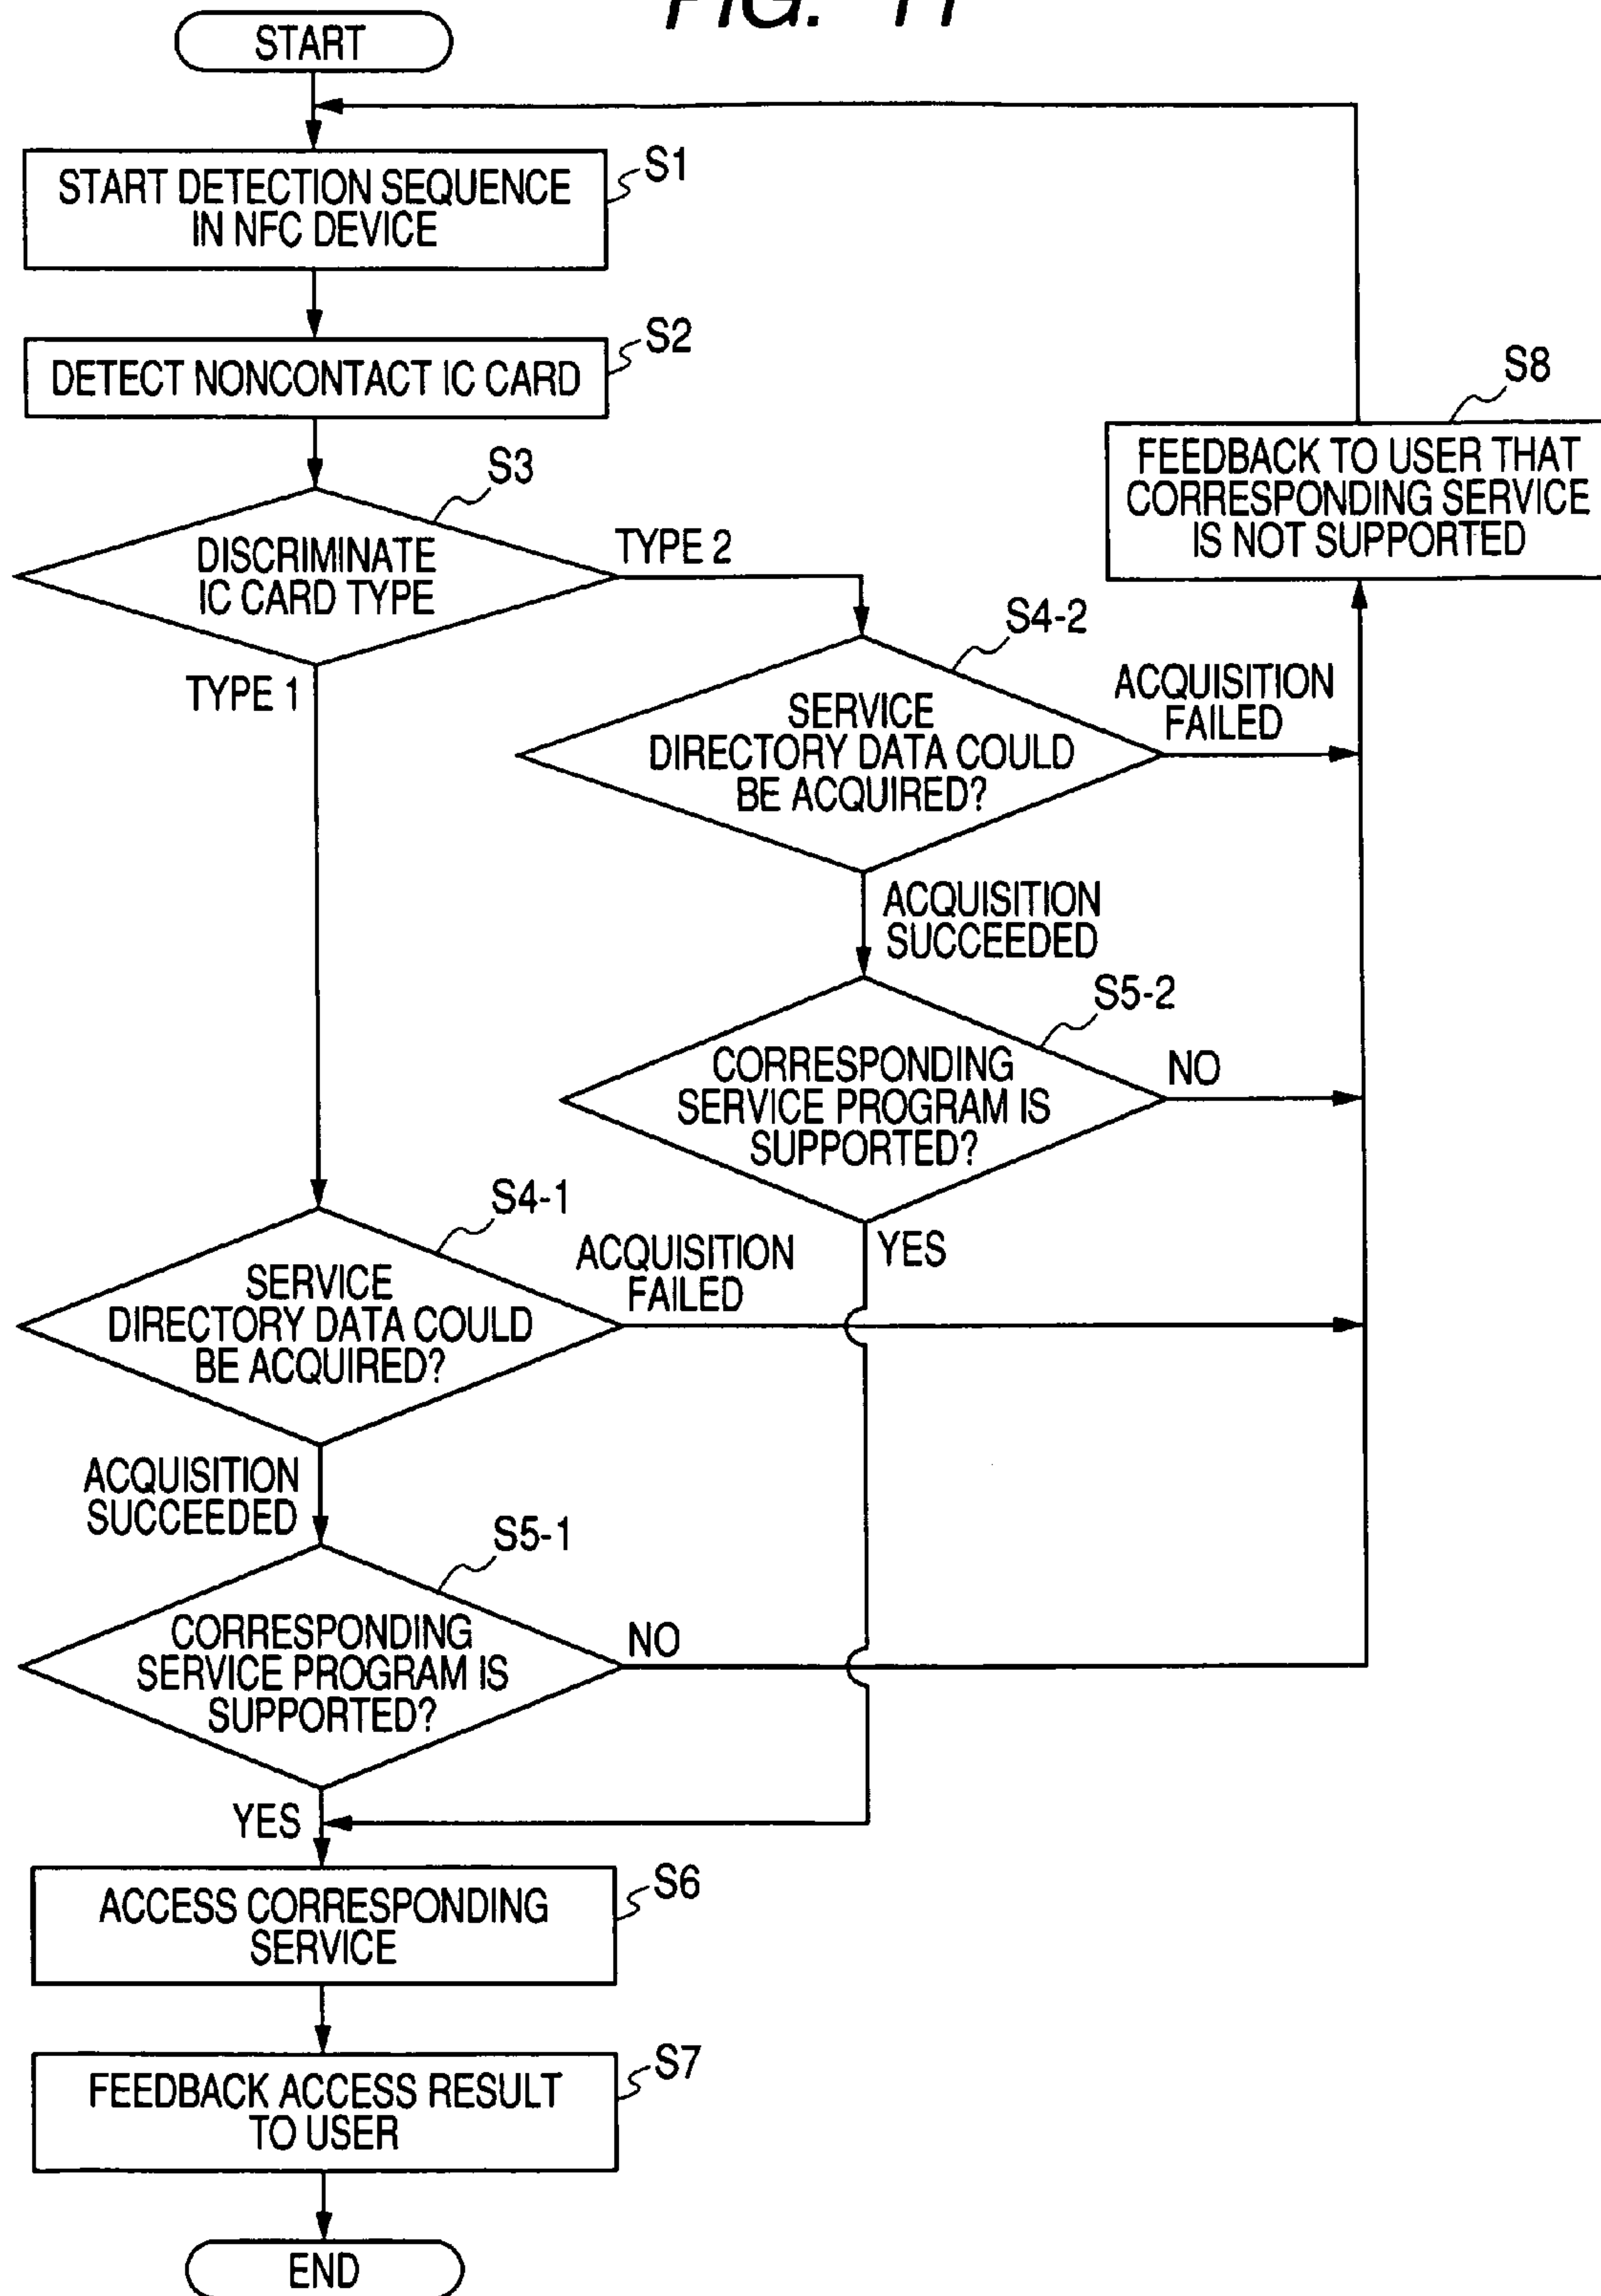 FIG. 11
START
START DETECTION SEQUENCE
IN NFC DEVICE
S1
DETECT NONCONTACT IC CARD
S2
S8
FEEDBACK TO USER THAT
CORRESPONDING SERVICE
IS NOT SUPPORTED
S3
DISCRIMINATE
IC CARD TYPE
TYPE 2
TYPE 1
S4-2
SERVICE
DIRECTORY DATA COULD
BE ACQUIRED?
ACQUISITION
FAILED
ACQUISITION
SUCCEEDED
S5-2
CORRESPONDING
SERVICE PROGRAM IS
SUPPORTED?
NO
YES
S4-1
SERVICE
DIRECTORY DATA COULD
BE ACQUIRED?
ACQUISITION
FAILED
ACQUISITION
SUCCEEDED
S5-1
CORRESPONDING
SERVICE PROGRAM IS
SUPPORTED?
NO
YES
ACCESS CORRESPONDING
SERVICE
S6
FEEDBACK ACCESS RESULT
TO USER
S7
END